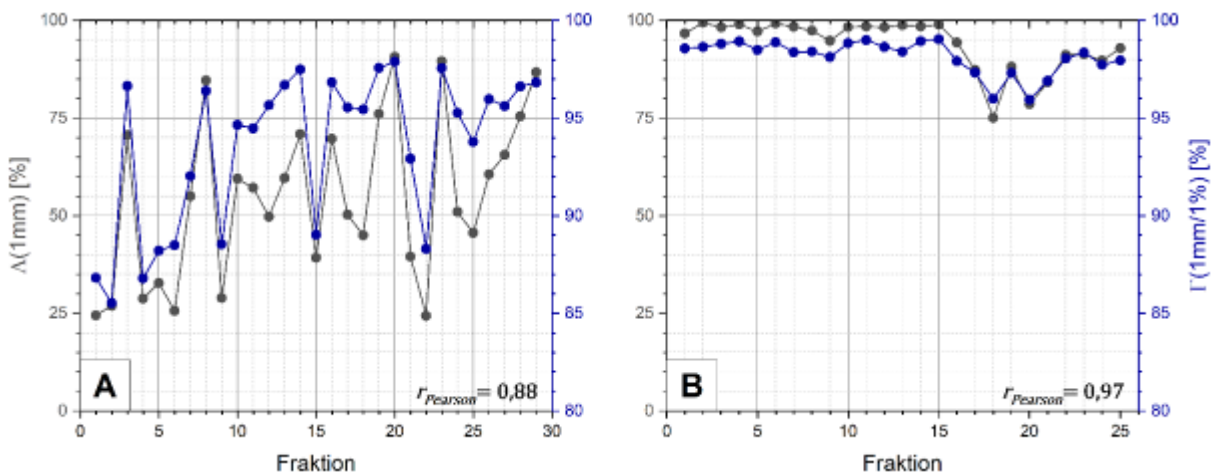 100
75
50
25
0
Λ(1mm) [%]
100
95
90
85
80
A
r_Pearson = 0,88
0 5 10 15 20 25 30
Fraktion
100
75
50
25
0
100
95
90
85
80
Γ(1mm/1%) [%]
B
r_Pearson = 0,97
0 5 10 15 20 25
Fraktion